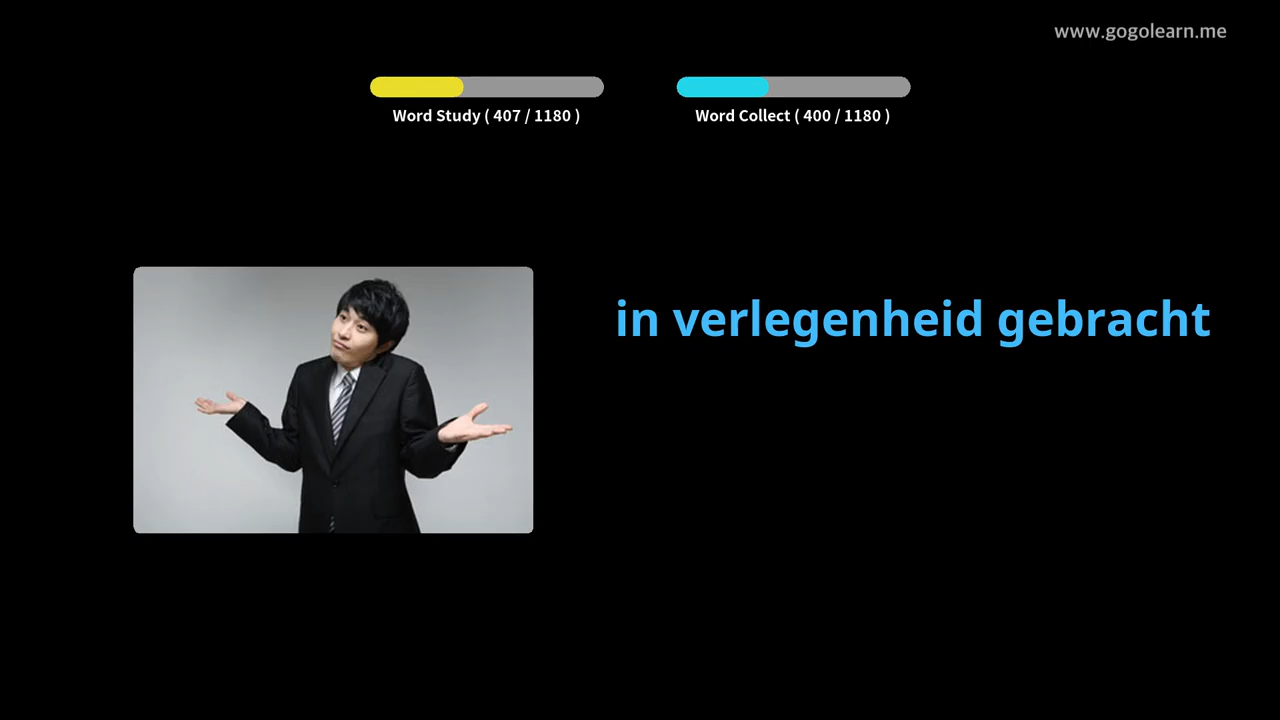 www.gogolearn.me
Word Study ( 407 / 1180 )
Word Collect ( 400 / 1180 )
in verlegenheid gebracht